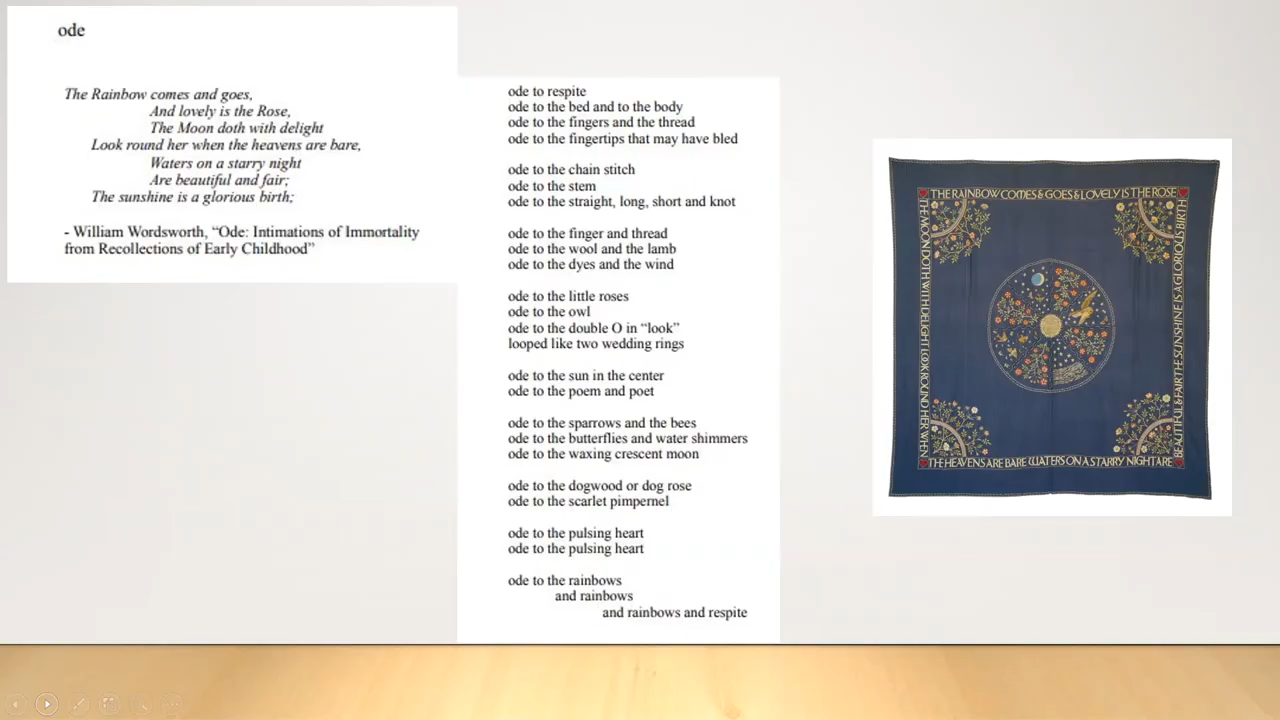 ode
The Rainbow comes and goes,
And lovely is the Rose,
The Moon doth with delight
Look round her when the heavens are bare,
Waters on a starry night
Are beautiful and fair;
The sunshine is a glorious birth;
- William Wordsworth, “Ode: Intimations of Immortality
from Recollections of Early Childhood”
ode to respite
ode to the bed and to the body
ode to the fingers and the thread
ode to the fingertips that may have bled
ode to the chain stitch
ode to the stem
ode to the straight, long, short and knot
ode to the finger and thread
ode to the wool and the lamb
ode to the dyes and the wind
ode to the little roses
ode to the owl
ode to the double O in “look”
looped like two wedding rings
ode to the sun in the center
ode to the poem and poet
ode to the sparrows and the bees
ode to the butterflies and water shimmers
ode to the waxing crescent moon
ode to the dogwood or dog rose
ode to the scarlet pimpernel
ode to the pulsing heart
ode to the pulsing heart
ode to the rainbows
and rainbows
and rainbows and respite
THE RAINBOW COMES & GOES & LOVELY IS THE ROSE
THE MOON DOTH WITH DELIGHT LOOK ROUND HER WHEN
THE HEAVENS ARE BARE WATERS ON A STARRY NIGHT ARE
BEAUTIFUL & FAIR THE SUNSHINE IS A GLORIOUS BIRTH